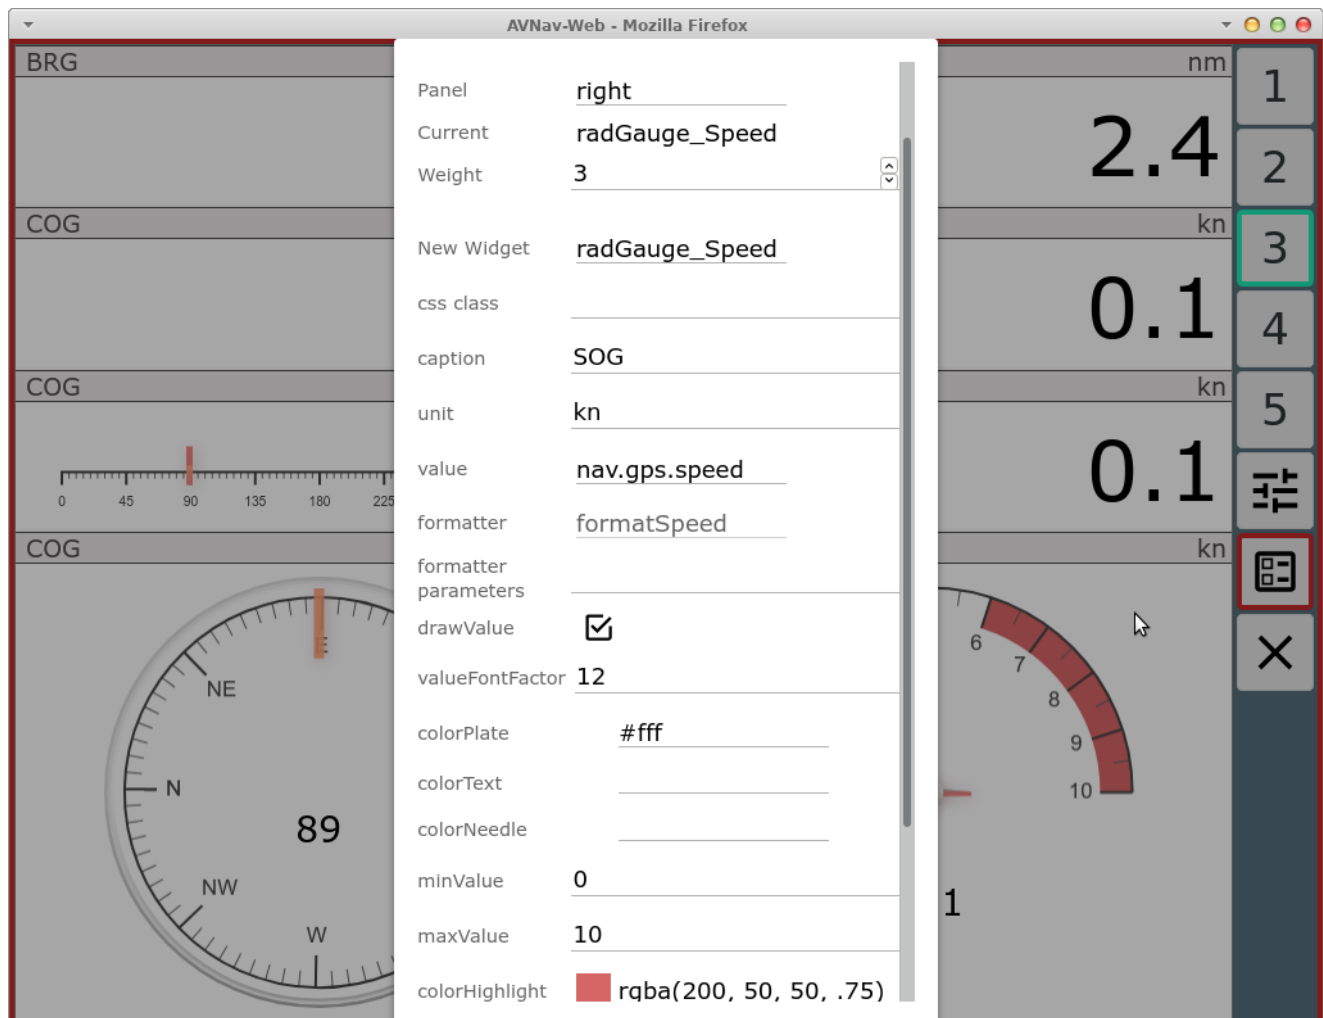 AVNav-Web - Mozilla Firefox
BRG
nm
2.4
COG
kn
0.1
COG
kn
0.1
0 45 90 135 180 225
COG
kn
E
NE
N
89
NW
W
6
7
8
9
10
1
Panel right
Current radGauge_Speed
Weight 3
New Widget radGauge_Speed
css class
caption SOG
unit kn
value nav.gps.speed
formatter formatSpeed
formatter
parameters
drawValue
valueFontFactor 12
colorPlate #fff
colorText
colorNeedle
minValue 0
maxValue 10
colorHighlight rgba(200, 50, 50, .75)
1
2
3
4
5